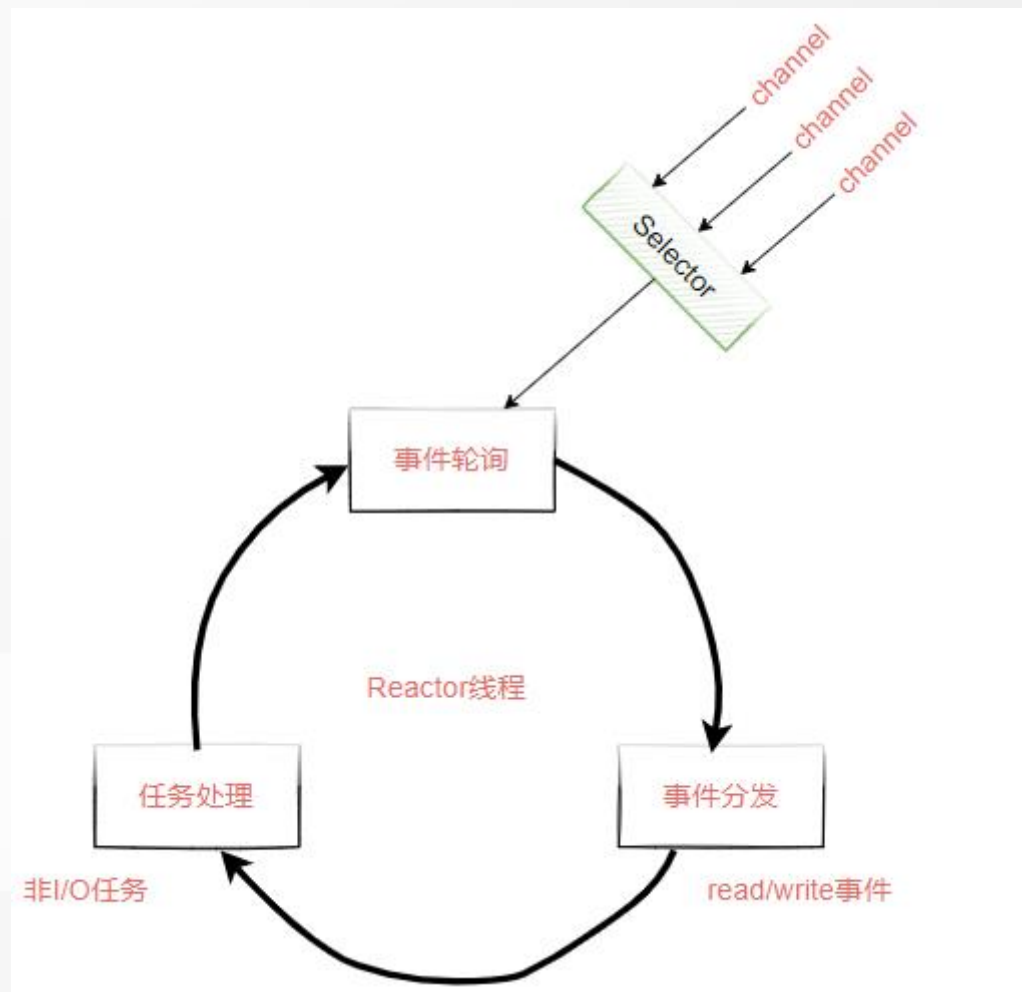 channel
channel
channel
Selector
事件轮询
Reactor线程
任务处理
事件分发
非I/O任务
read/write事件